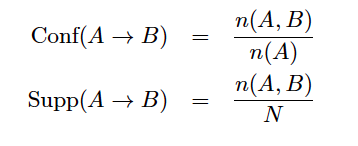 Conf(A → B) = n(A, B) / n(A)
Supp(A → B) = n(A, B) / N